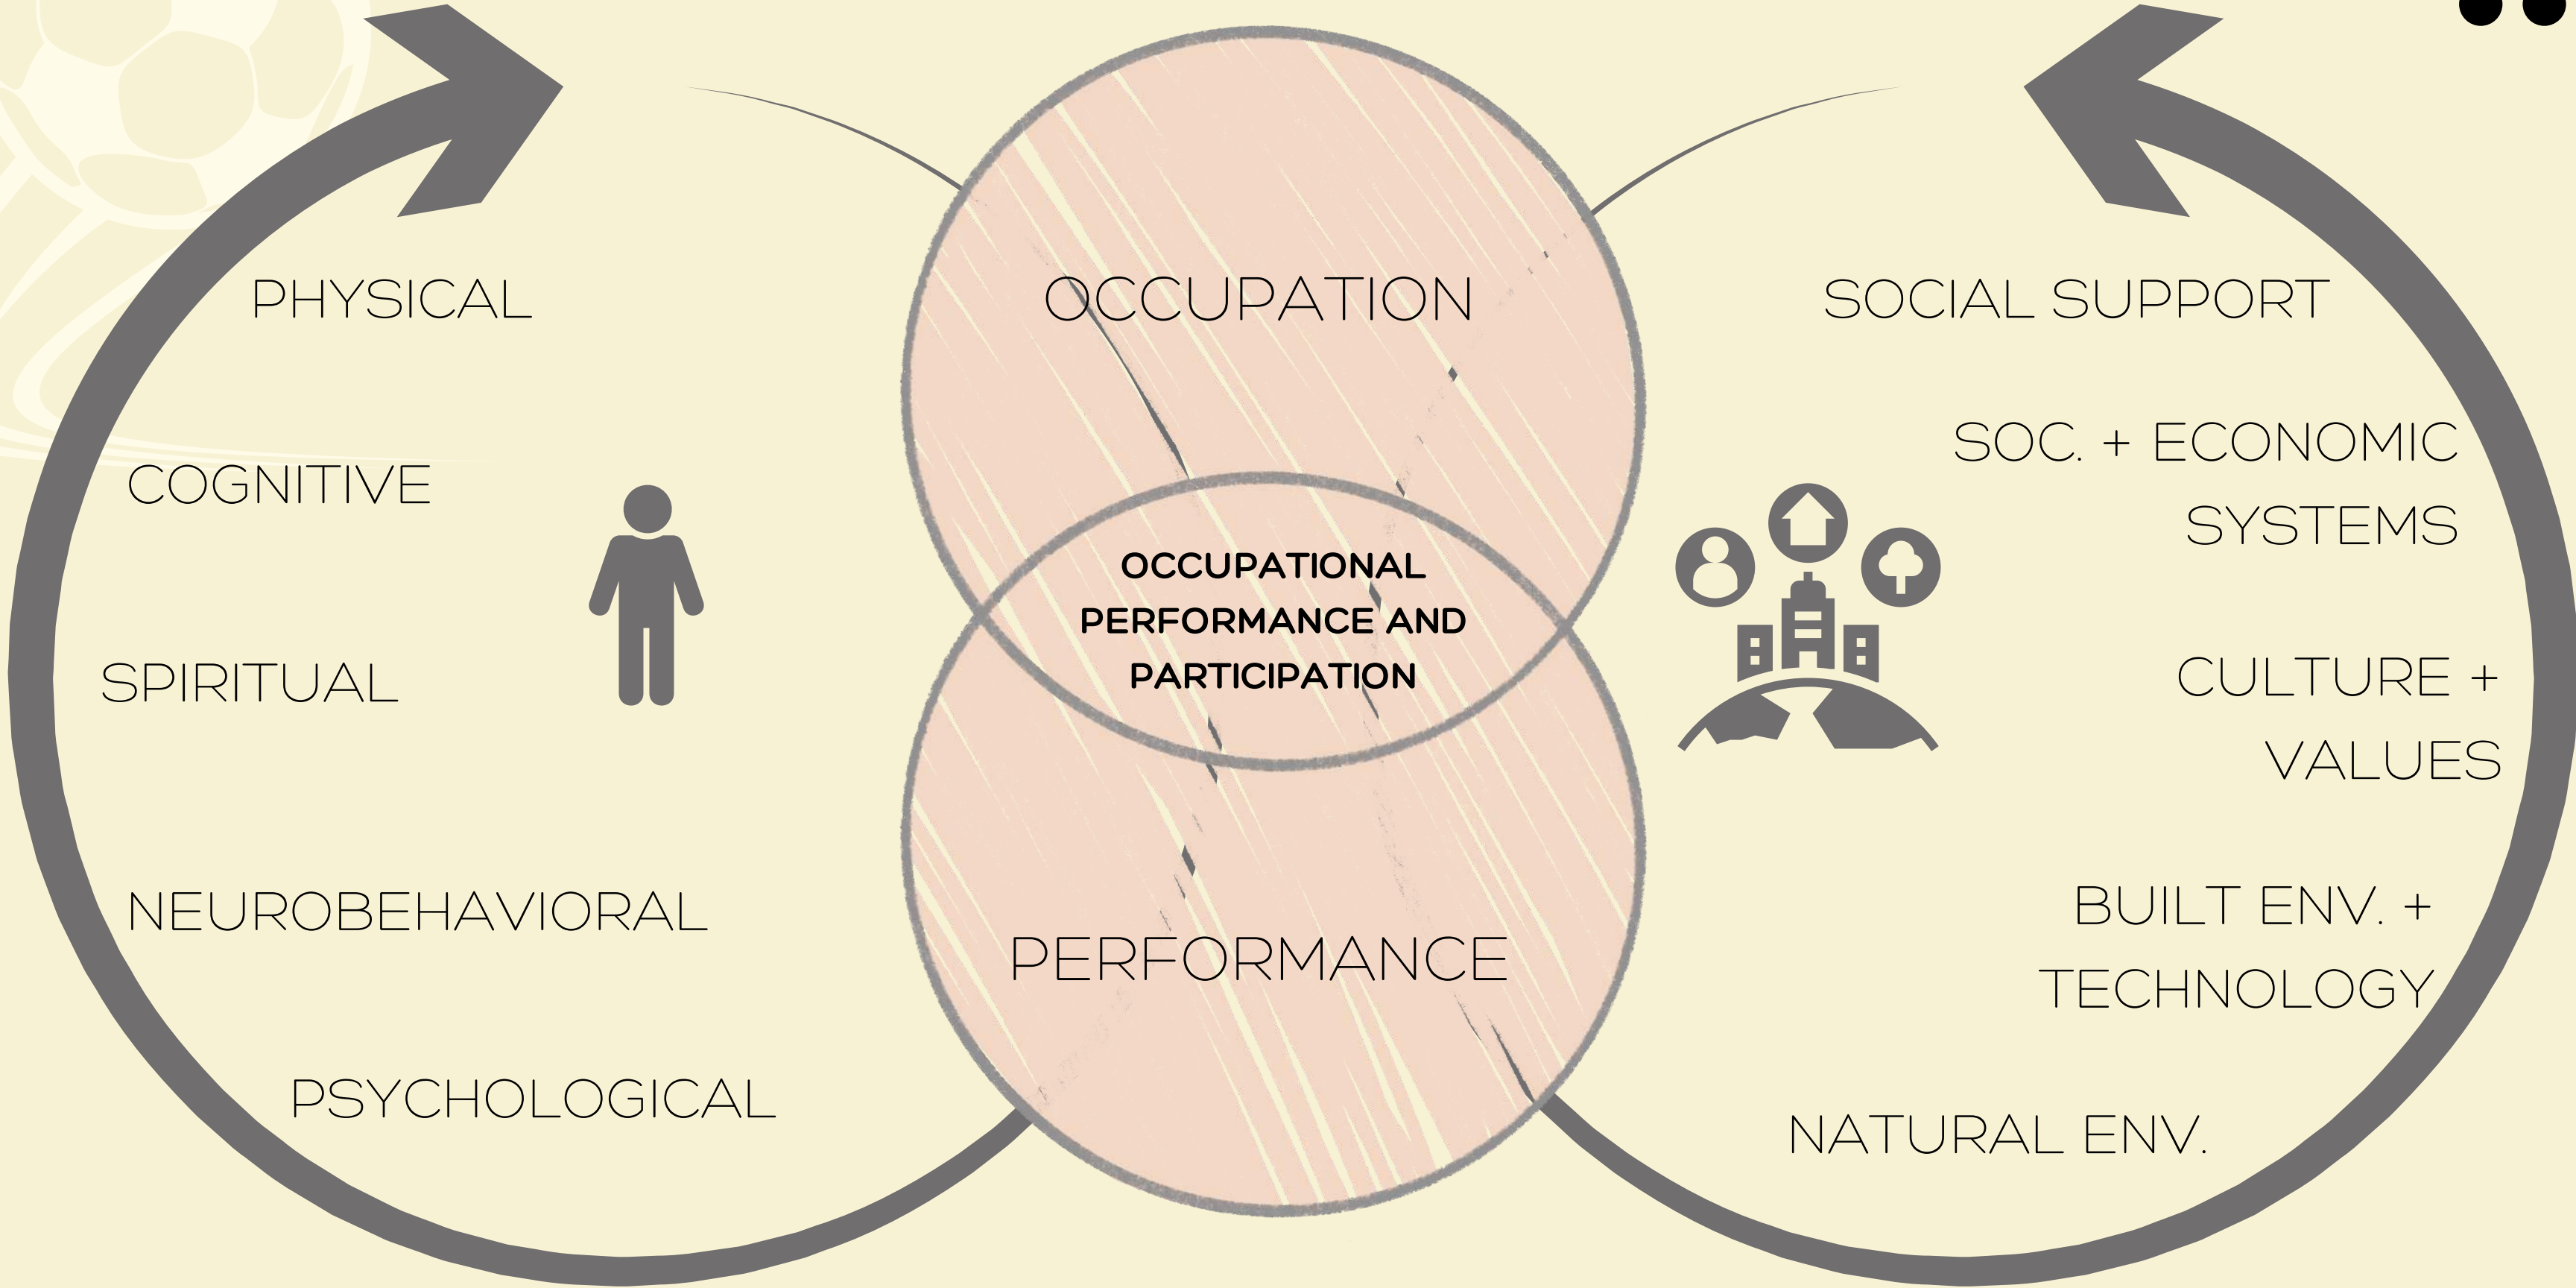 PHYSICAL
COGNITIVE
SPIRITUAL
NEUROBEHAVIORAL
PSYCHOLOGICAL
OCCUPATION
OCCUPATIONAL
PERFORMANCE AND
PARTICIPATION
PERFORMANCE
SOCIAL SUPPORT
SOC. + ECONOMIC
SYSTEMS
CULTURE +
VALUES
BUILT ENV. +
TECHNOLOGY
NATURAL ENV.